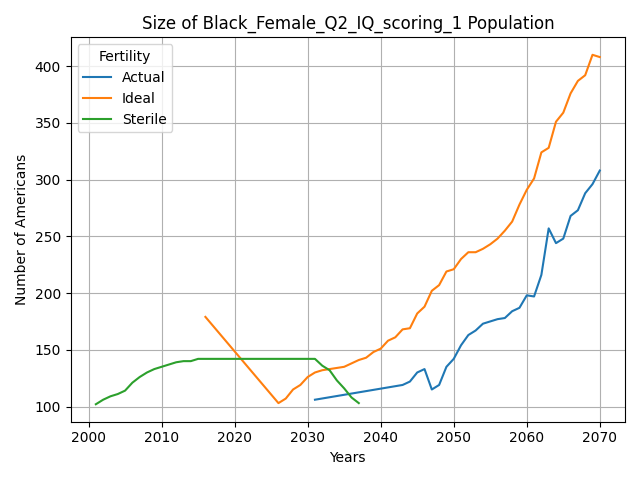 Size of Black_Female_Q2_IQ_scoring_1 Population
Fertility
Actual
Ideal
Sterile
Number of Americans
400
350
300
250
200
150
100
2000 2010 2020 2030 2040 2050 2060 2070
Years